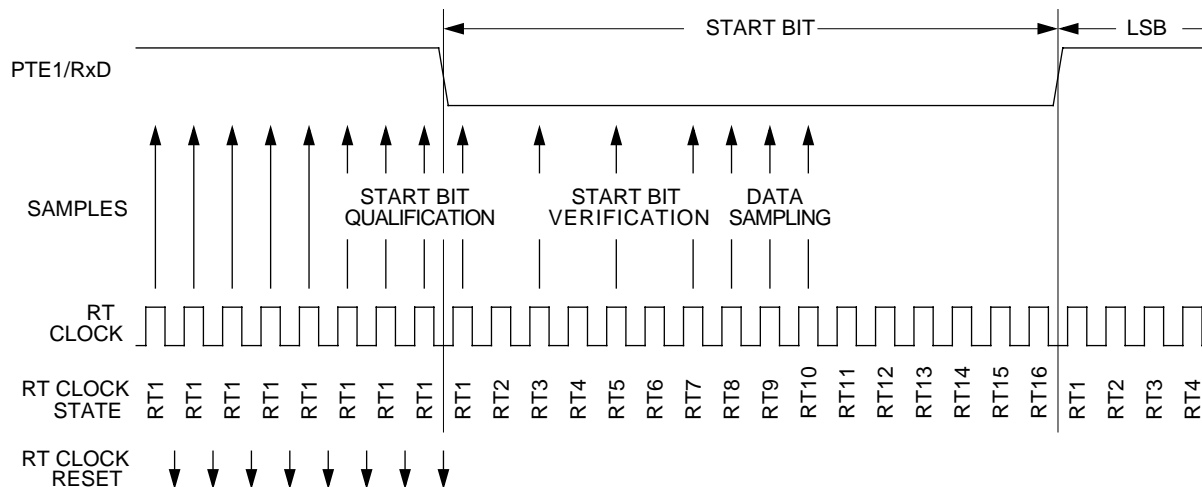 START BIT
LSB
PTE1/RxD
SAMPLES
START BIT
QUALIFICATION
START BIT
VERIFICATION
DATA
SAMPLING
RT
CLOCK
RT CLOCK
STATE
RT1 RT1 RT1 RT1 RT1 RT1 RT1 RT1 RT1 RT2 RT3 RT4 RT5 RT6 RT7 RT8 RT9 RT10 RT11 RT12 RT13 RT14 RT15 RT16 RT1 RT2 RT3 RT4
RT CLOCK
RESET